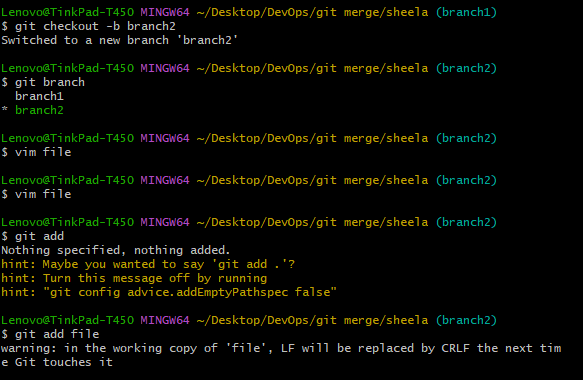 Lenovo@TinkPad-T450 MINGW64 ~/Desktop/DevOps/git merge/sheela (branch1)
$ git checkout -b branch2
Switched to a new branch 'branch2'
Lenovo@TinkPad-T450 MINGW64 ~/Desktop/DevOps/git merge/sheela (branch2)
$ git branch
  branch1
* branch2
Lenovo@TinkPad-T450 MINGW64 ~/Desktop/DevOps/git merge/sheela (branch2)
$ vim file
Lenovo@TinkPad-T450 MINGW64 ~/Desktop/DevOps/git merge/sheela (branch2)
$ vim file
Lenovo@TinkPad-T450 MINGW64 ~/Desktop/DevOps/git merge/sheela (branch2)
$ git add
Nothing specified, nothing added.
hint: Maybe you wanted to say 'git add .'?
hint: Turn this message off by running
hint: "git config advice.addEmptyPathspec false"
Lenovo@TinkPad-T450 MINGW64 ~/Desktop/DevOps/git merge/sheela (branch2)
$ git add file
warning: in the working copy of 'file', LF will be replaced by CRLF the next tim
e Git touches it